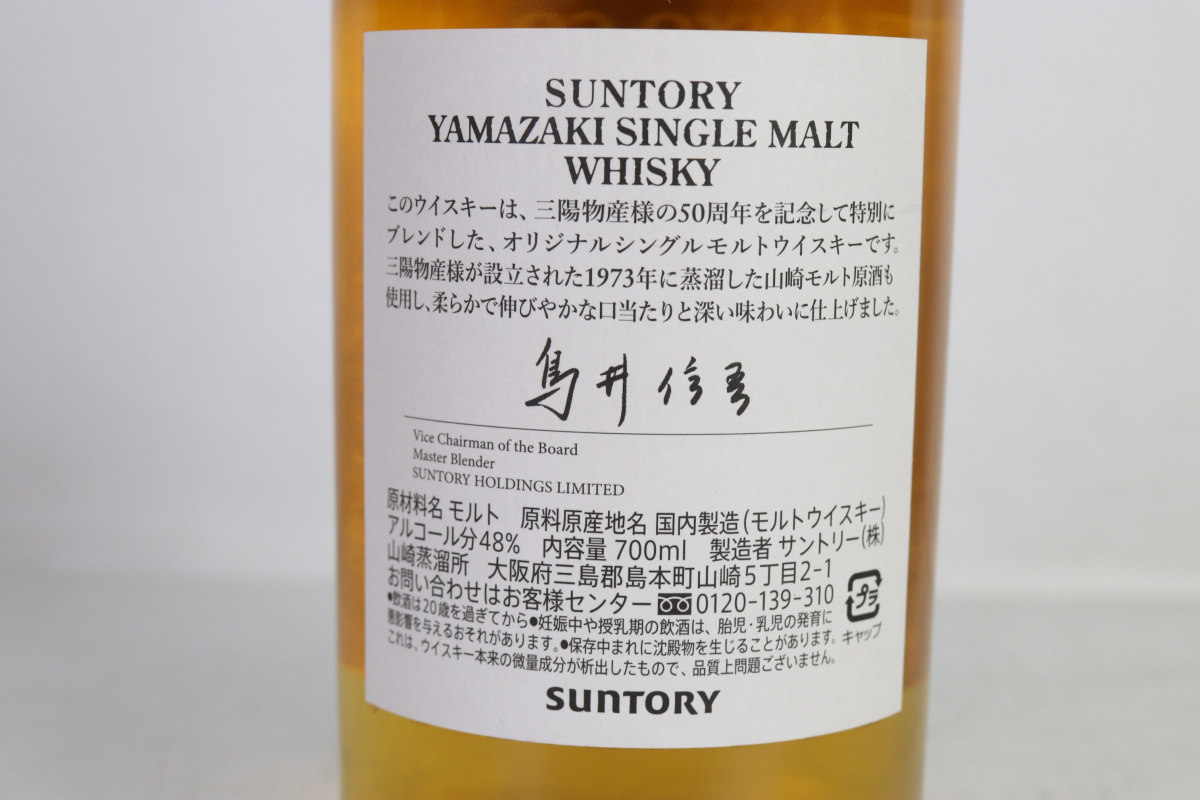 SUNTORY
YAMAZAKI SINGLE MALT
WHISKY
このウイスキーは、三陽物産様の50周年を記念して特別に
ブレンドした、オリジナルシングルモルトウイスキーです。
三陽物産様が設立された1973年に蒸溜した山崎モルト原酒も
使用し、柔らかで伸びやかな口当たりと深い味わいに仕上げました。
鳥井信吾
Vice Chairman of the Board
Master Blender
SUNTORY HOLDINGS LIMITED
原材料名 モルト　原料原産地名 国内製造(モルトウイスキー)
アルコール分48%　内容量 700ml　製造者 サントリー(株)
山崎蒸溜所　大阪府三島郡島本町山崎5丁目2-1
お問い合わせはお客様センター 0120-139-310
●飲酒は20歳を過ぎてから●妊娠中や授乳期の飲酒は、胎児・乳児の発育に
悪影響を与えるおそれがあります。●保存中まれに沈殿物を生じることがあります。
これは、ウイスキー本来の微量成分が析出したもので、品質上問題ございません。
プラ
キャップ
SUNTORY